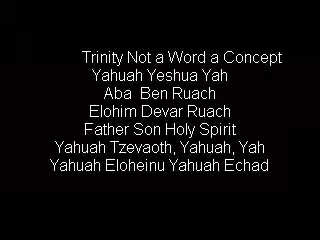 Trinity Not a Word a Concept
Yahuah Yeshua Yah
Aba Ben Ruach
Elohim Devar Ruach
Father Son Holy Spirit
Yahuah Tzevaoth, Yahuah, Yah
Yahuah Eloheinu Yahuah Echad